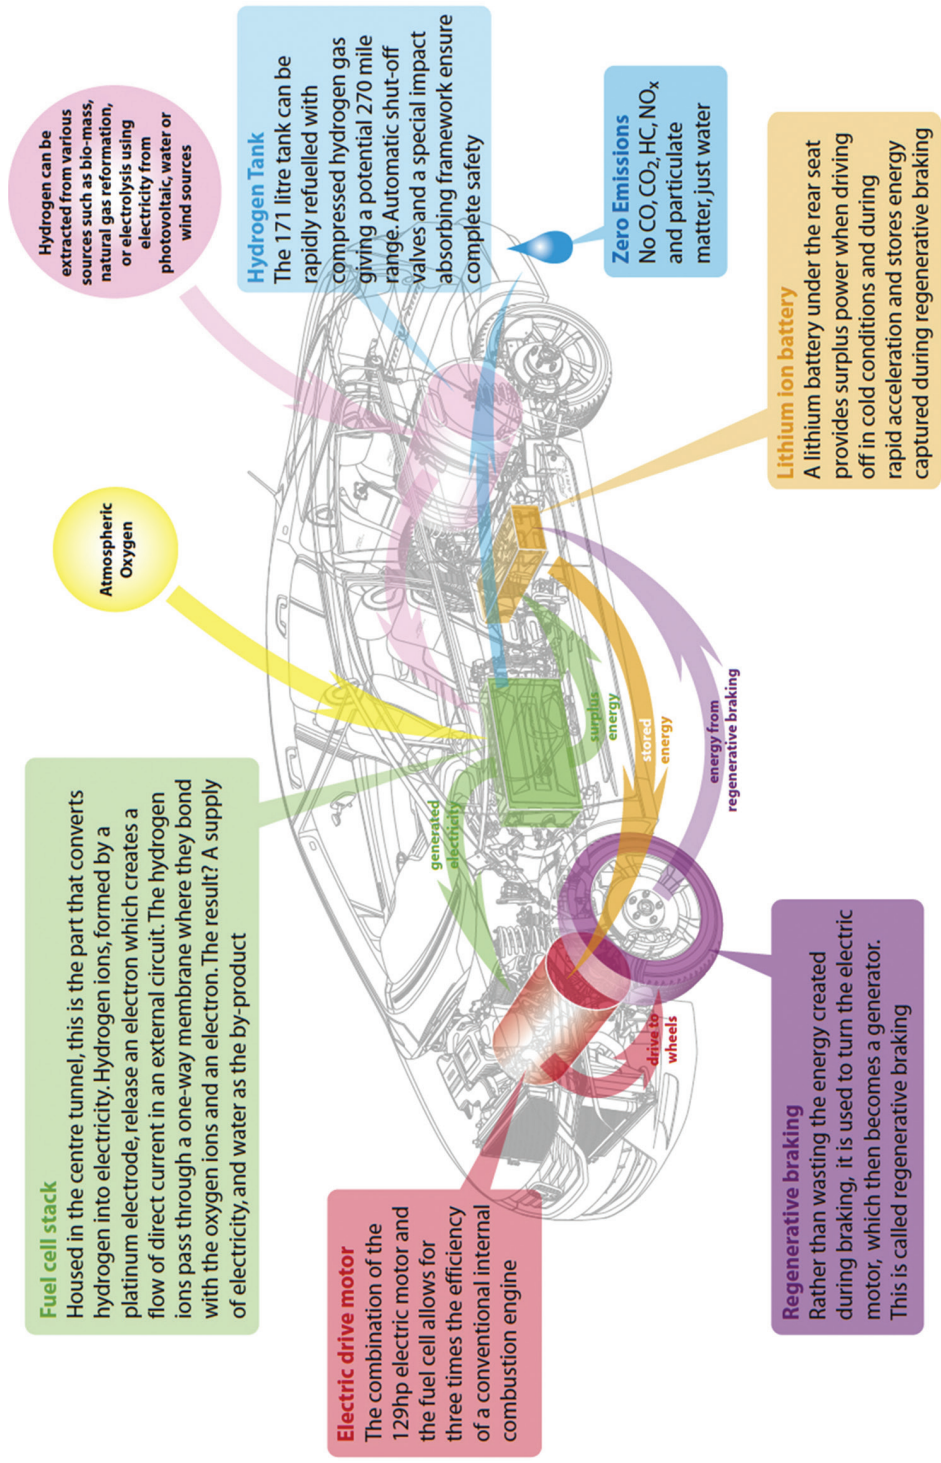 Fuel cell stack
Housed in the centre tunnel, this is the part that converts
hydrogen into electricity. Hydrogen ions, formed by a
platinum electrode, release an electron which creates a
flow of direct current in an external circuit. The hydrogen
ions pass through a one-way membrane where they bond
with the oxygen ions and an electron. The result? A supply
of electricity, and water as the by-product
Atmospheric
Oxygen
Hydrogen can be
extracted from various
sources such as bio-mass,
natural gas reformation,
or electrolysis using
electricity from
photovoltaic, water or
wind sources
Hydrogen Tank
The 171 litre tank can be
rapidly refuelled with
compressed hydrogen gas
giving a potential 270 mile
range. Automatic shut-off
valves and a special impact
absorbing framework ensure
complete safety
Electric drive motor
The combination of the
129hp electric motor and
the fuel cell allows for
three times the efficiency
of a conventional internal
combustion engine
generated
electricity
surplus
energy
stored
energy
energy from
regenerative braking
drive to
wheels
Zero Emissions
No CO, CO₂, HC, NOₓ
and particulate
matter, just water
Regenerative braking
Rather than wasting the energy created
during braking, it is used to turn the electric
motor, which then becomes a generator.
This is called regenerative braking
Lithium ion battery
A lithium battery under the rear seat
provides surplus power when driving
off in cold conditions and during
rapid acceleration and stores energy
captured during regenerative braking